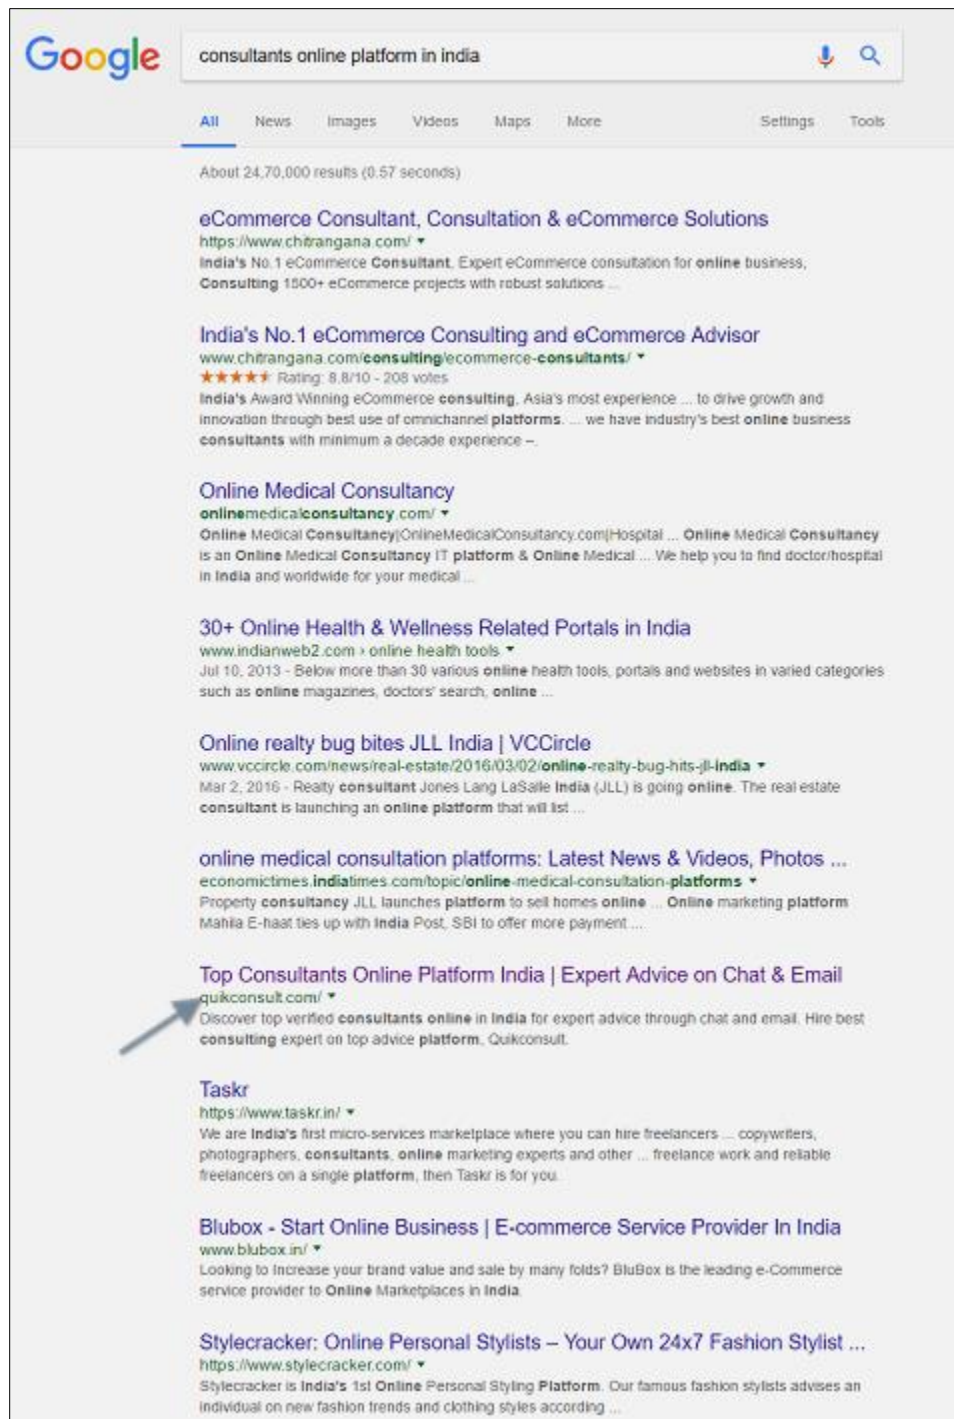 Google
consultants online platform in india
All News Images Videos Maps More Settings Tools
About 24,70,000 results (0.57 seconds)
eCommerce Consultant, Consultation & eCommerce Solutions
https://www.chitrangana.com/
India's No.1 eCommerce Consultant, Expert eCommerce consultation for online business,
Consulting 1500+ eCommerce projects with robust solutions ...
India's No.1 eCommerce Consulting and eCommerce Advisor
www.chitrangana.com/consulting/ecommerce-consultants/
Rating: 8.8/10 - 208 votes
India's Award Winning eCommerce consulting, Asia's most experience ... to drive growth and
innovation through best use of omnichannel platforms. ... we have industry's best online business
consultants with minimum a decade experience –.
Online Medical Consultancy
onlinemedicalconsultancy.com/
Online Medical Consultancy|OnlineMedicalConsultancy.com|Hospital ... Online Medical Consultancy
is an Online Medical Consultancy IT platform & Online Medical ... We help you to find doctor/hospital
in India and worldwide for your medical ...
30+ Online Health & Wellness Related Portals in India
www.indianweb2.com › online health tools
Jul 10, 2013 - Below more than 30 various online health tools, portals and websites in varied categories
such as online magazines, doctors' search, online ...
Online realty bug bites JLL India | VCCircle
www.vccircle.com/news/real-estate/2016/03/02/online-realty-bug-hits-jll-india
Mar 2, 2016 - Realty consultant Jones Lang LaSalle India (JLL) is going online. The real estate
consultant is launching an online platform that will list ...
online medical consultation platforms: Latest News & Videos, Photos ...
economictimes.indiatimes.com/topic/online-medical-consultation-platforms
Property consultancy JLL launches platform to sell homes online ... Online marketing platform
Mahila E-haat ties up with India Post, SBI to offer more payment ...
Top Consultants Online Platform India | Expert Advice on Chat & Email
quikconsult.com/
Discover top verified consultants online in India for expert advice through chat and email. Hire best
consulting expert on top advice platform, Quikconsult.
Taskr
https://www.taskr.in/
We are India's first micro-services marketplace where you can hire freelancers ... copywriters,
photographers, consultants, online marketing experts and other ... freelance work and reliable
freelancers on a single platform, then Taskr is for you.
Blubox - Start Online Business | E-commerce Service Provider In India
www.blubox.in/
Looking to Increase your brand value and sale by many folds? BluBox is the leading e-Commerce
service provider to Online Marketplaces in India.
Stylecracker: Online Personal Stylists – Your Own 24x7 Fashion Stylist ...
https://www.stylecracker.com/
Stylecracker is India's 1st Online Personal Styling Platform. Our famous fashion stylists advises an
individual on new fashion trends and clothing styles according ...